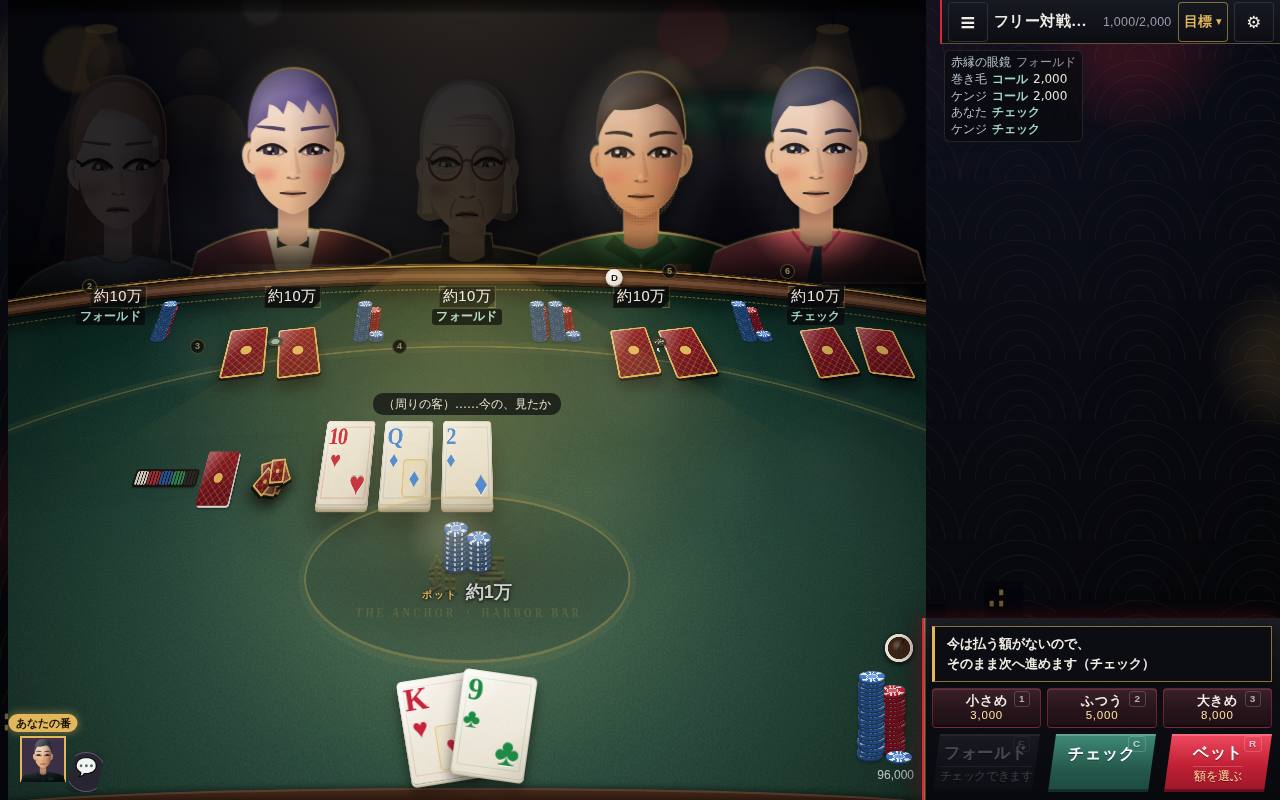 フリー対戦… 1,000/2,000 目標 ▾
赤縁の眼鏡 フォールド
巻き毛 コール 2,000
ケンジ コール 2,000
あなた チェック
ケンジ チェック
D
5
6
2
約10万
約10万
約10万
約10万
約10万
フォールド
フォールド
チェック
3
4
（周りの客）……今の、見たか
10
Q
2
ポット 約1万
THE ANCHOR · HARBOR BAR
K
9
96,000
あなたの番
今は払う額がないので、
そのまま次へ進めます（チェック）
小さめ 1
3,000
ふつう 2
5,000
大きめ 3
8,000
フォールド F
チェックできます
チェック C
ベット R
額を選ぶ